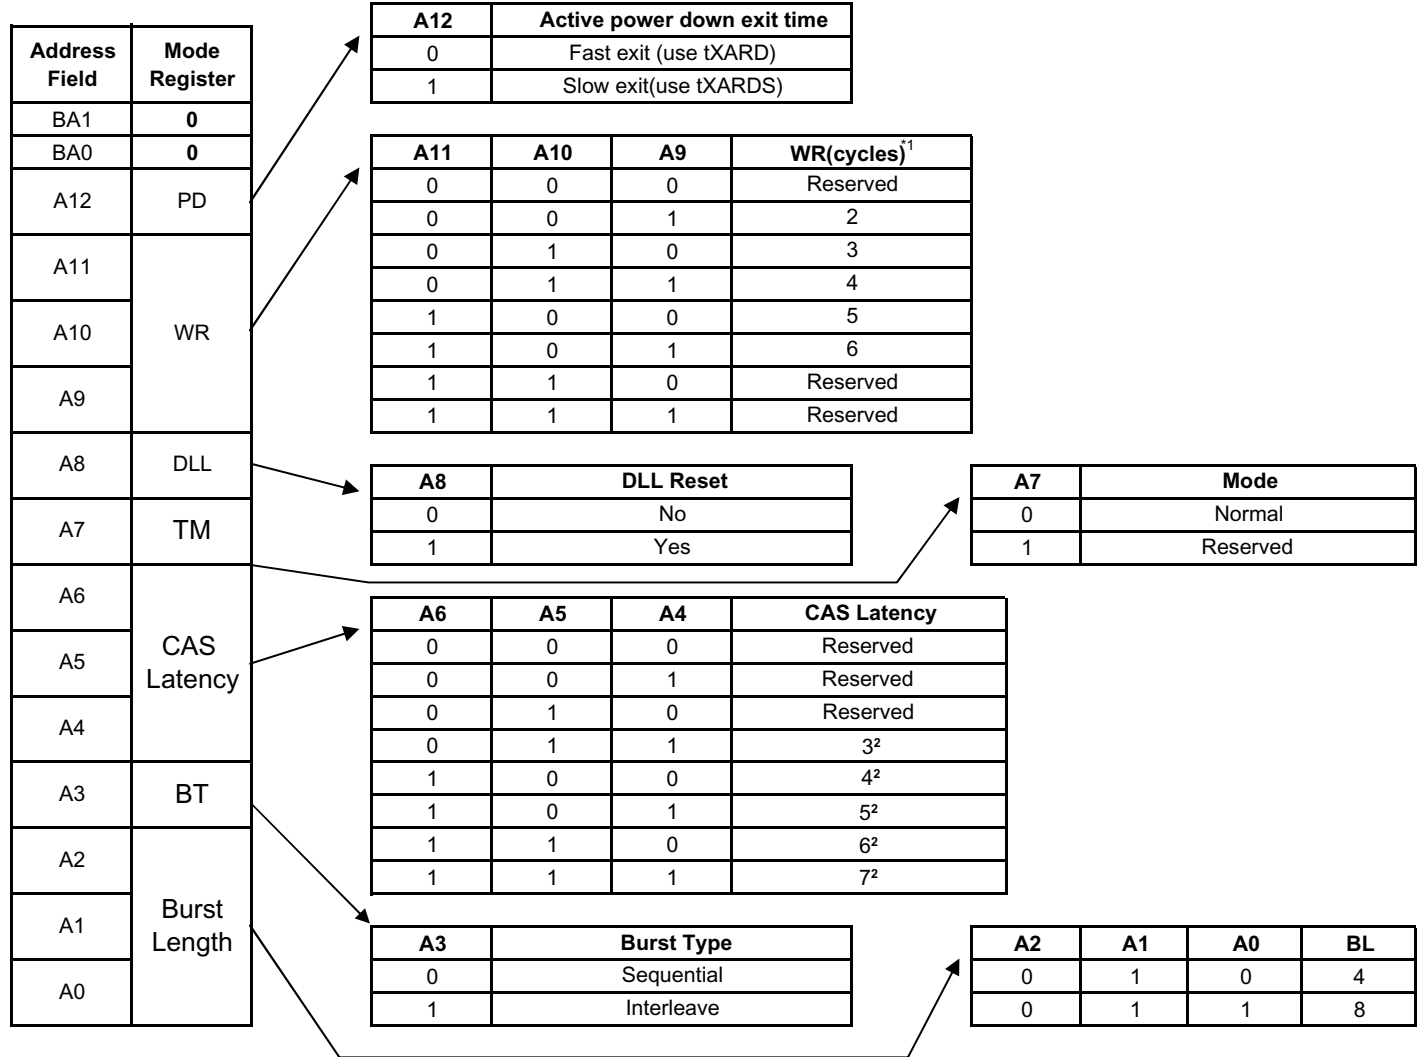 Address Field Mode Register
BA1 0
BA0 0
A12 PD
A11
A10 WR
A9
A8 DLL
A7 TM
A6
A5 CAS Latency
A4
A3 BT
A2
A1 Burst Length
A0
A12 Active power down exit time
0 Fast exit (use tXARD)
1 Slow exit(use tXARDS)
A11 A10 A9 WR(cycles)*1
0 0 0 Reserved
0 0 1 2
0 1 0 3
0 1 1 4
1 0 0 5
1 0 1 6
1 1 0 Reserved
1 1 1 Reserved
A8 DLL Reset
0 No
1 Yes
A7 Mode
0 Normal
1 Reserved
A6 A5 A4 CAS Latency
0 0 0 Reserved
0 0 1 Reserved
0 1 0 Reserved
0 1 1 3²
1 0 0 4²
1 0 1 5²
1 1 0 6²
1 1 1 7²
A3 Burst Type
0 Sequential
1 Interleave
A2 A1 A0 BL
0 1 0 4
0 1 1 8